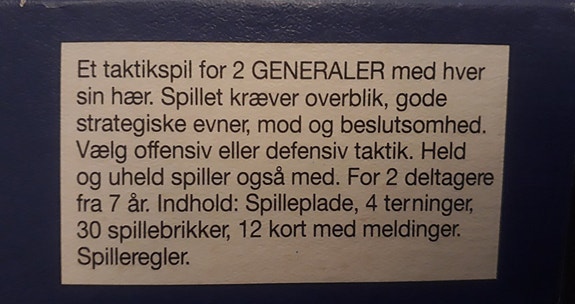 Et taktikspil for 2 GENERALER med hver
sin hær. Spillet kræver overblik, gode
strategiske evner, mod og beslutsomhed.
Vælg offensiv eller defensiv taktik. Held
og uheld spiller også med. For 2 deltagere
fra 7 år. Indhold: Spilleplade, 4 terninger,
30 spillebrikker, 12 kort med meldinger.
Spilleregler.